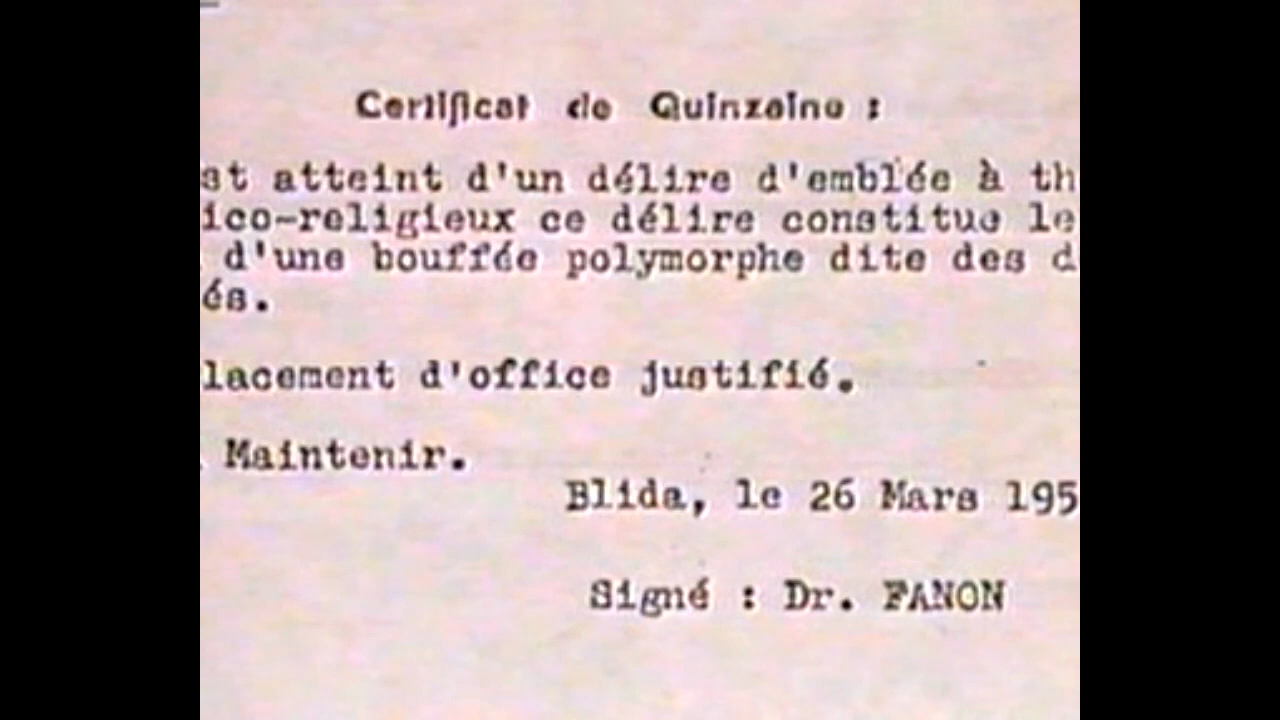 Certificat de Quinzaine :
st atteint d'un délire d'emblée à th
ico-religieux ce délire constitue le
d'une bouffée polymorphe dite des d
és.
lacement d'office justifié.
Maintenir.
Blida, le 26 Mars 195
Signé : Dr. FANON